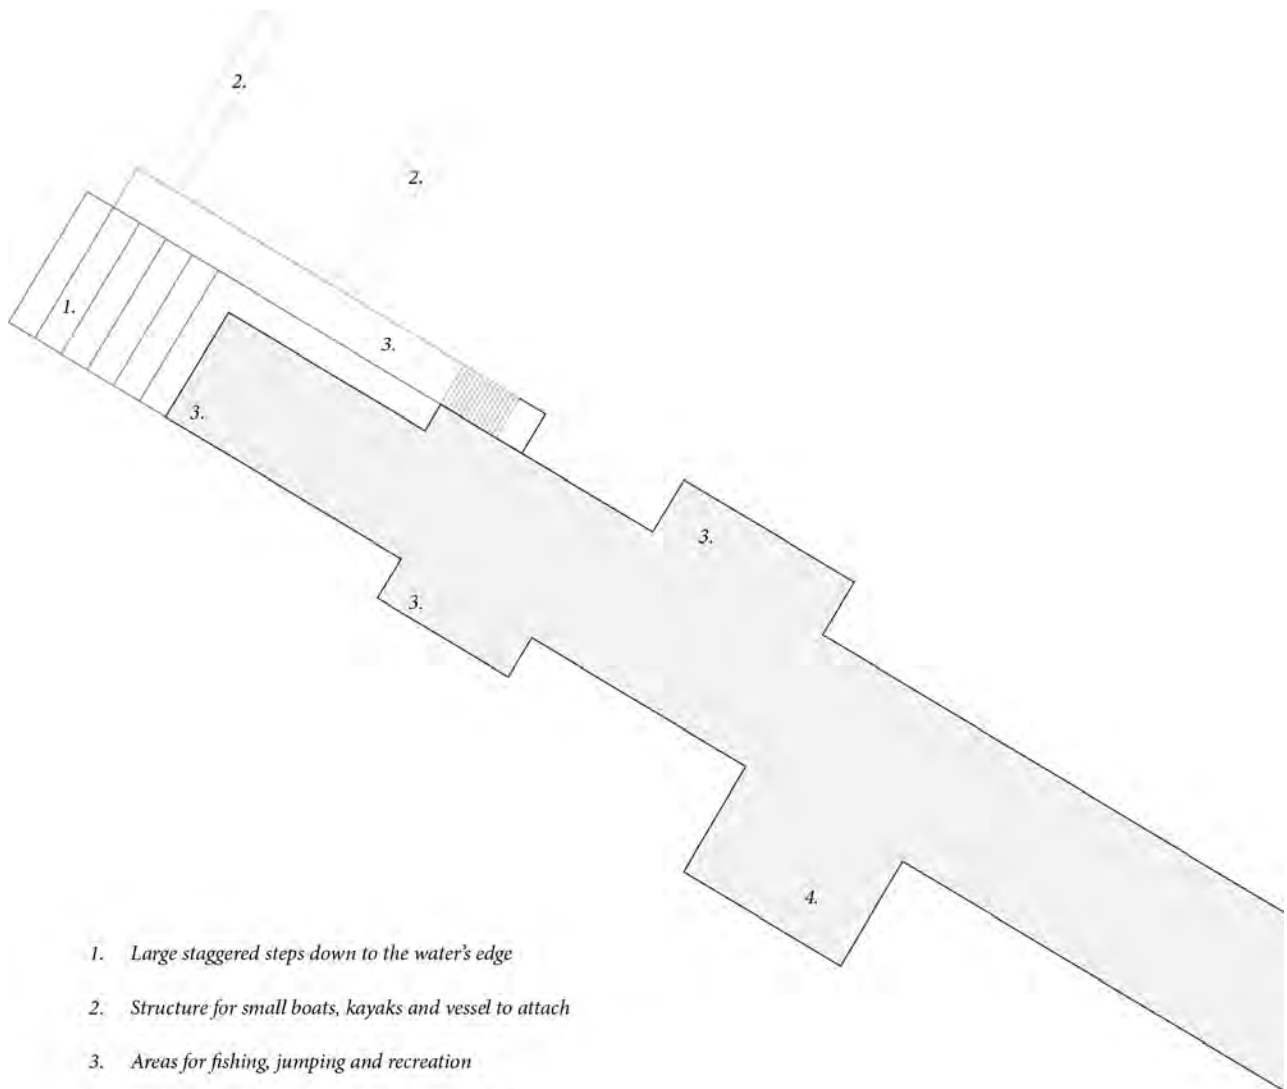 2.
2.
1.
3.
3.
3.
3.
4.
1. Large staggered steps down to the water's edge
2. Structure for small boats, kayaks and vessel to attach
3. Areas for fishing, jumping and recreation